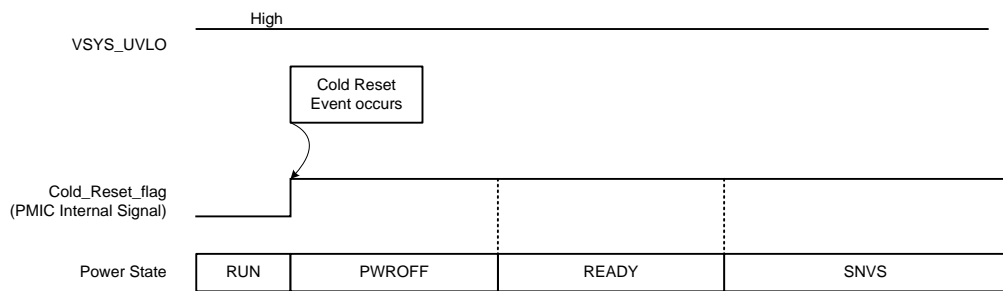 High
VSYS_UVLO
Cold Reset
Event occurs
Cold_Reset_flag
(PMIC Internal Signal)
Power State
RUN
PWROFF
READY
SNVS